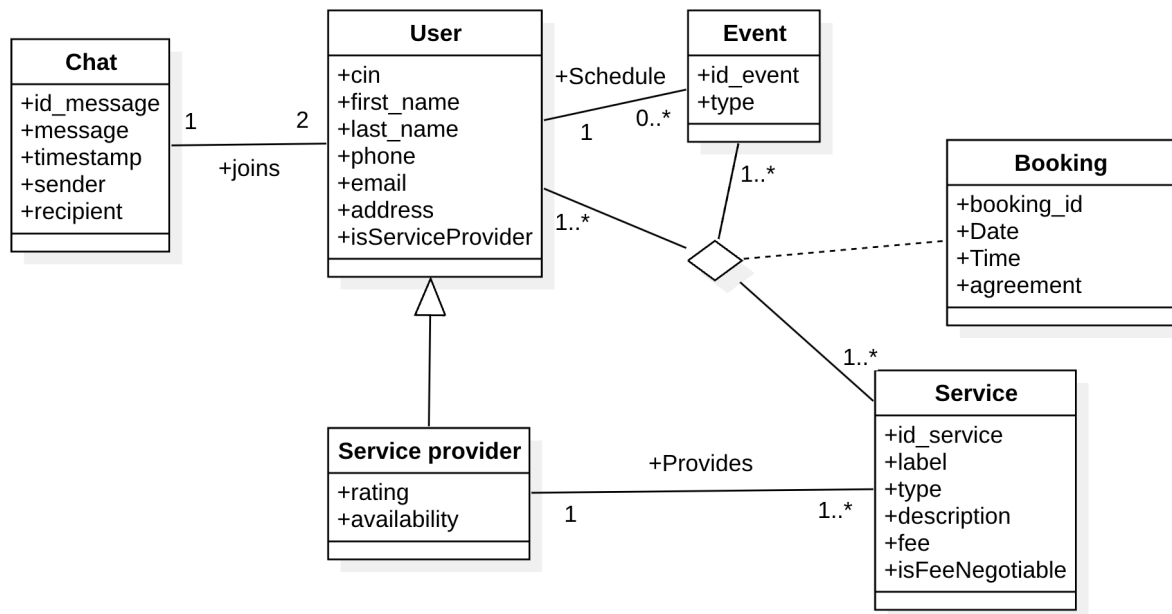 Chat
+id_message
+message
+timestamp
+sender
+recipient
1
2
+joins
User
+cin
+first_name
+last_name
+phone
+email
+address
+isServiceProvider
+Schedule
1
0..*
Event
+id_event
+type
1..*
1..*
Booking
+booking_id
+Date
+Time
+agreement
1..*
Service provider
+rating
+availability
+Provides
1
1..*
Service
+id_service
+label
+type
+description
+fee
+isFeeNegotiable